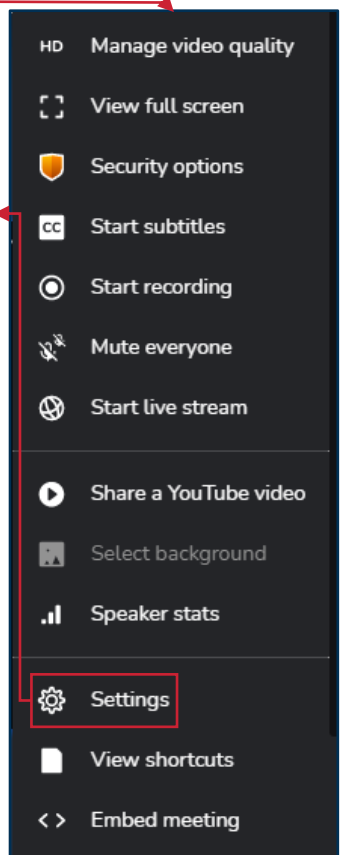 HD Manage video quality
View full screen
Security options
CC Start subtitles
Start recording
Mute everyone
Start live stream
Share a YouTube video
Select background
Speaker stats
Settings
View shortcuts
Embed meeting